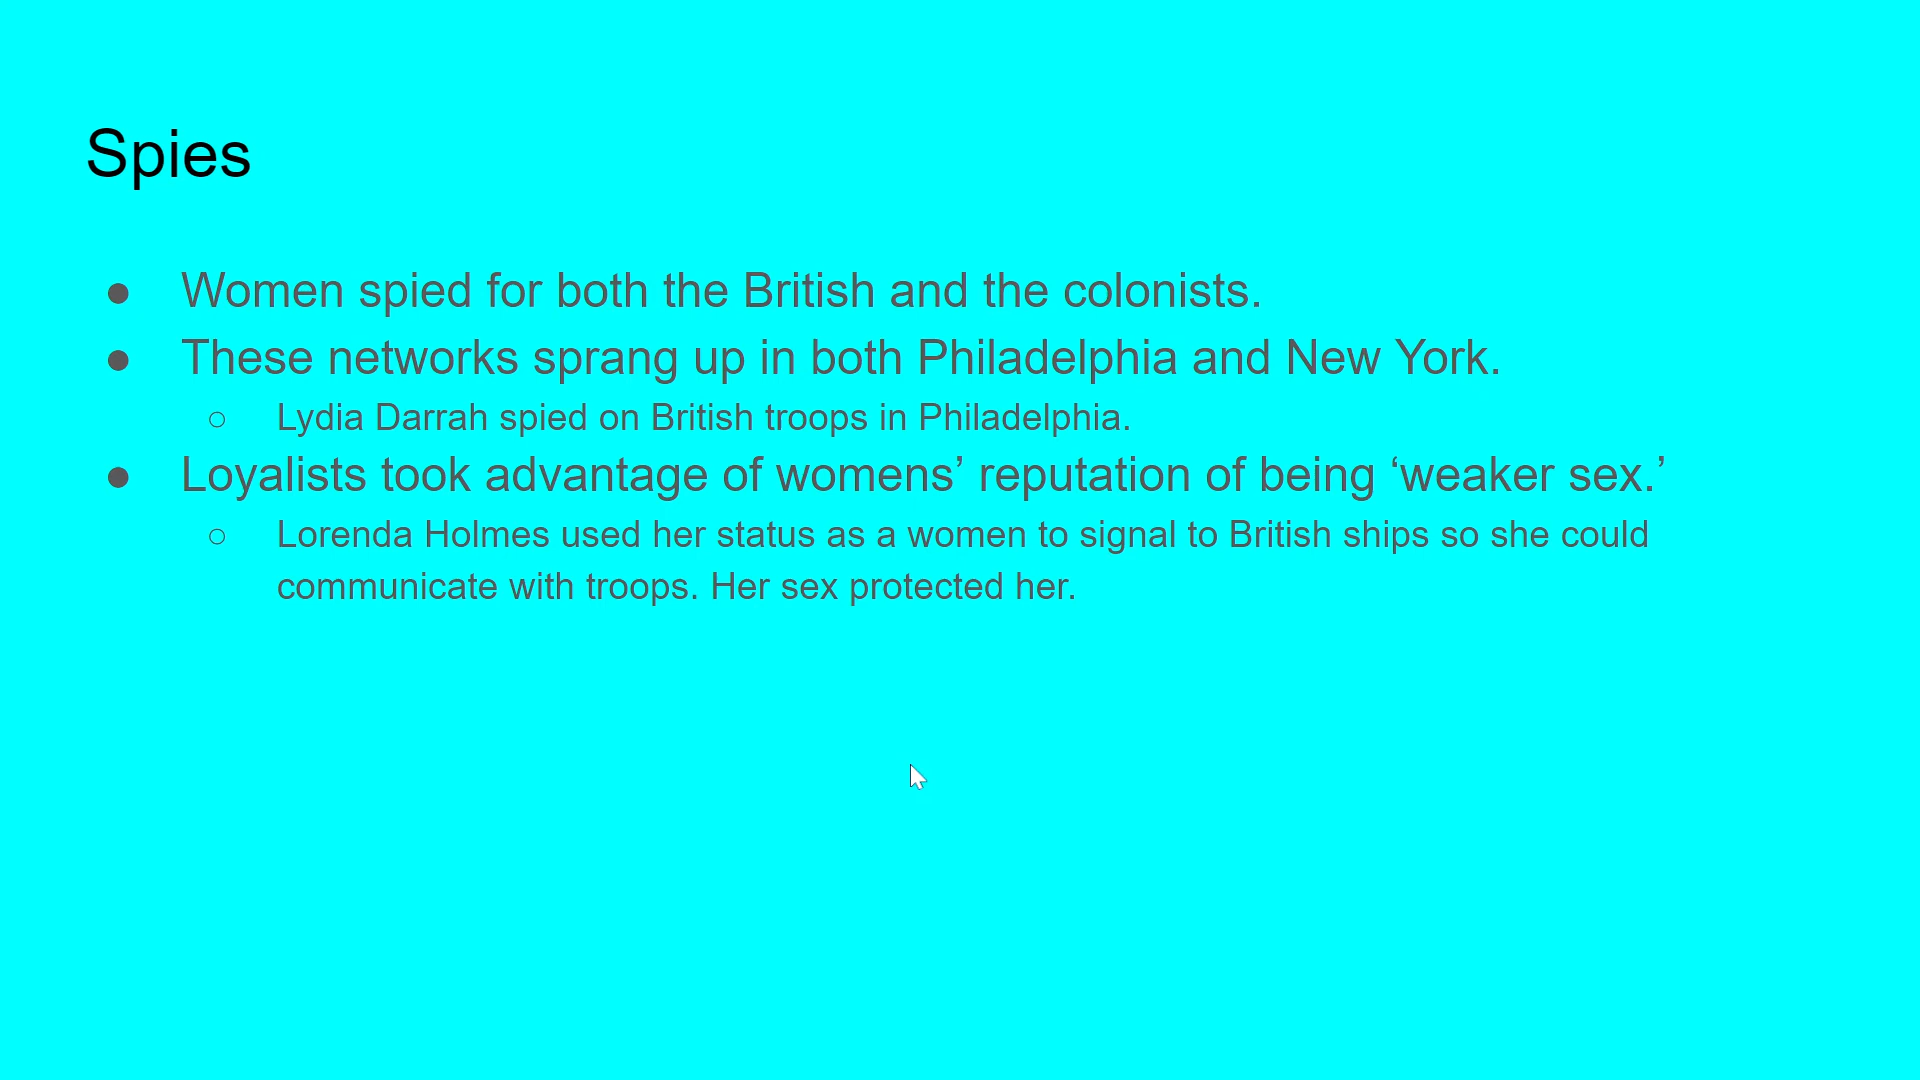 Spies
● Women spied for both the British and the colonists.
● These networks sprang up in both Philadelphia and New York.
○ Lydia Darrah spied on British troops in Philadelphia.
● Loyalists took advantage of womens’ reputation of being ‘weaker sex.’
○ Lorenda Holmes used her status as a women to signal to British ships so she could
communicate with troops. Her sex protected her.